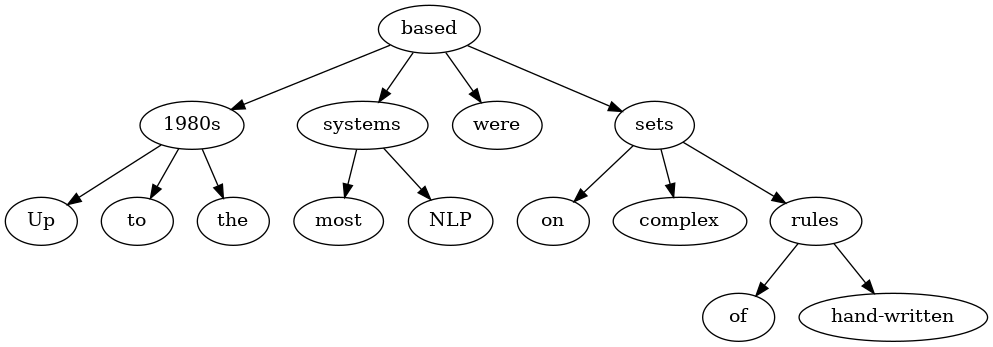 based
1980s systems were sets
Up to the most NLP on complex rules
of hand-written